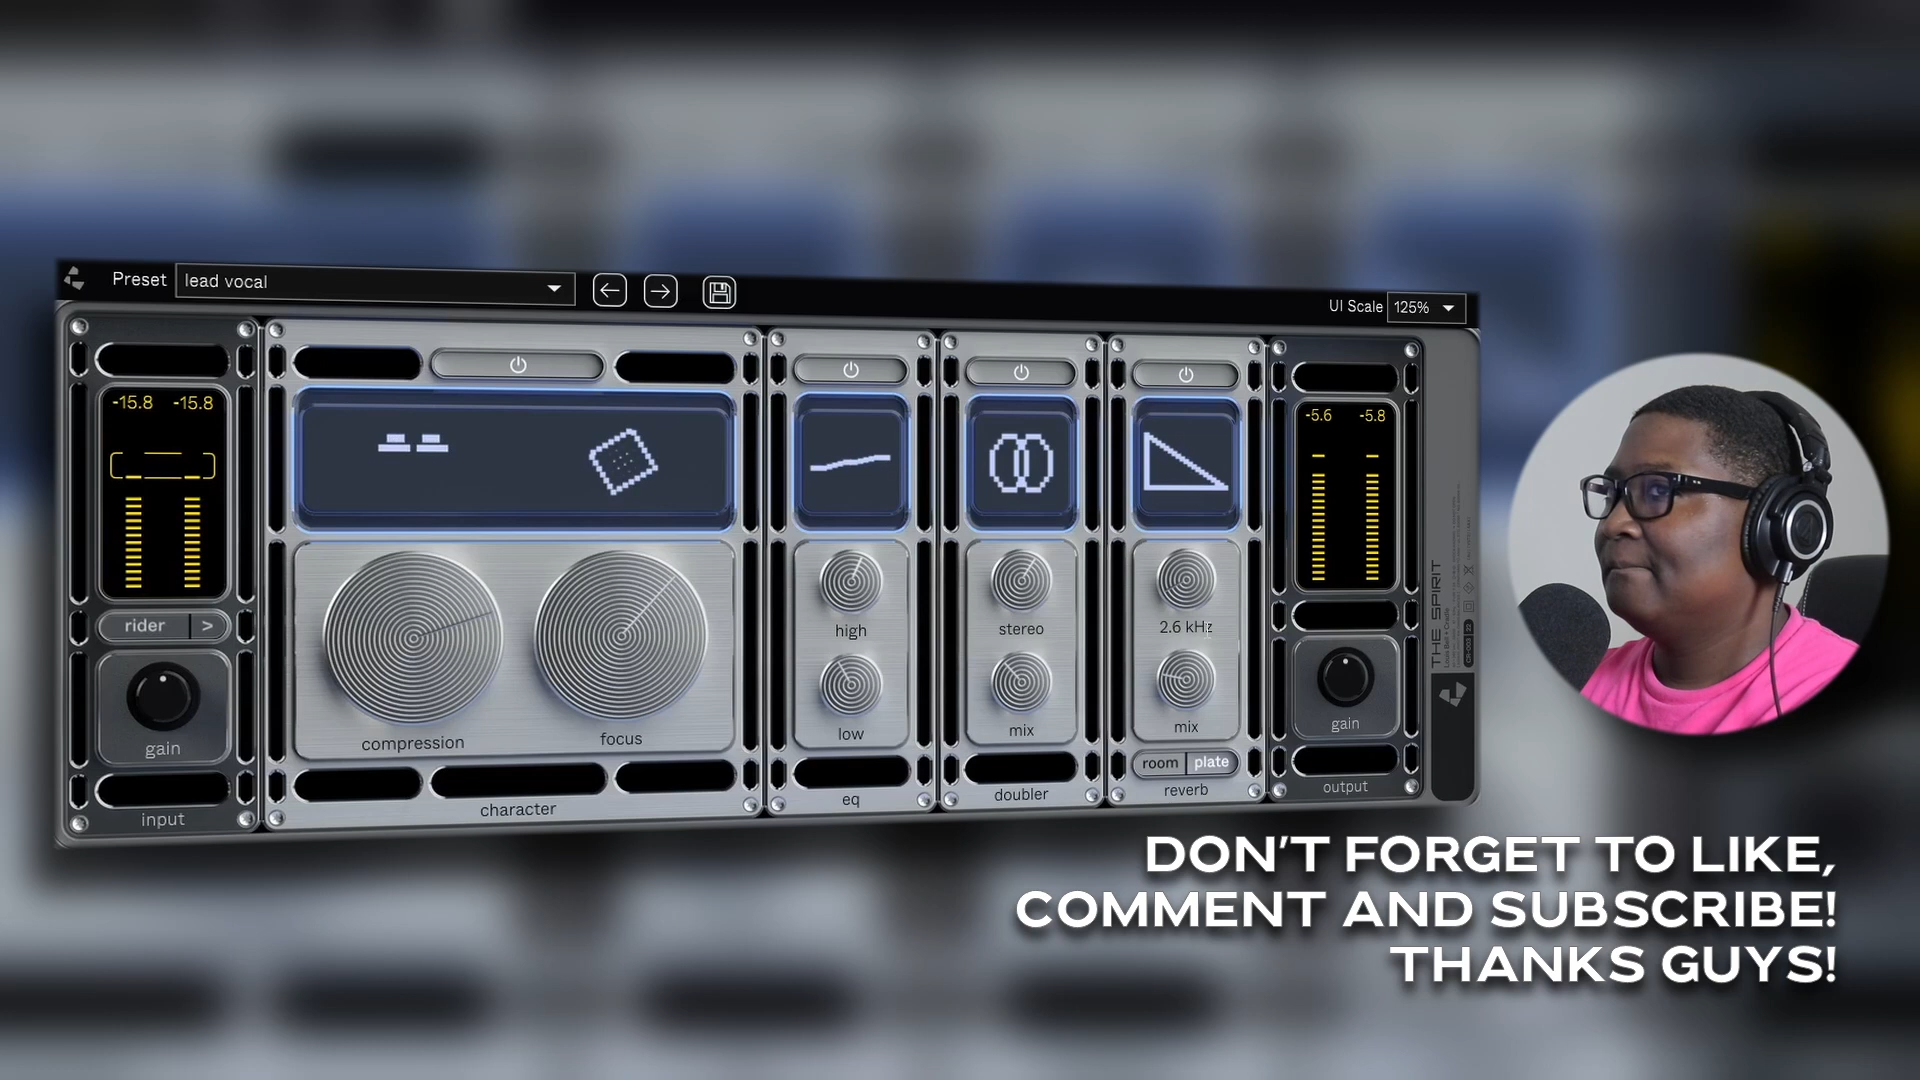 Preset lead vocal
UI Scale 125%
-15.8 -15.8
-5.6 -5.8
rider >
gain
input
compression focus
character
high
low
eq
stereo
mix
doubler
2.6 kHz
mix
room plate
reverb
gain
output
THE SPIRIT
DON'T FORGET TO LIKE,
COMMENT AND SUBSCRIBE!
THANKS GUYS!